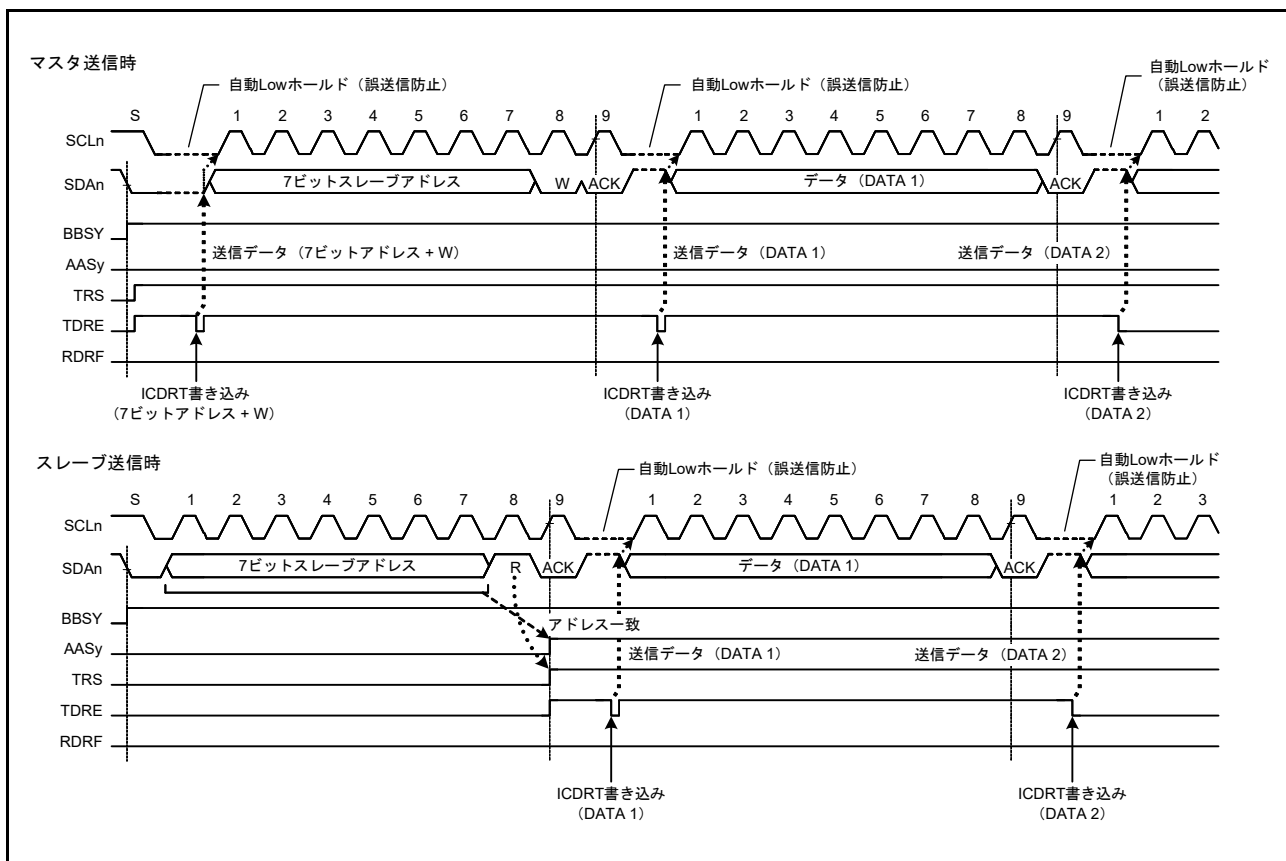 マスタ送信時
自動Lowホールド（誤送信防止）
自動Lowホールド（誤送信防止）
自動Lowホールド
（誤送信防止）
S 1 2 3 4 5 6 7 8 9 1 2 3 4 5 6 7 8 9 1 2
SCLn
SDAn 7ビットスレーブアドレス W ACK データ（DATA 1） ACK
BBSY
送信データ（7ビットアドレス + W） 送信データ（DATA 1） 送信データ（DATA 2）
AASy
TRS
TDRE
RDRF
ICDRT書き込み
（7ビットアドレス + W）
ICDRT書き込み
（DATA 1）
ICDRT書き込み
（DATA 2）
スレーブ送信時
自動Lowホールド（誤送信防止）
自動Lowホールド
（誤送信防止）
S 1 2 3 4 5 6 7 8 9 1 2 3 4 5 6 7 8 9 1 2 3
SCLn
SDAn 7ビットスレーブアドレス R ACK データ（DATA 1） ACK
BBSY
アドレス一致
AASy
送信データ（DATA 1） 送信データ（DATA 2）
TRS
TDRE
RDRF
ICDRT書き込み
（DATA 1）
ICDRT書き込み
（DATA 2）